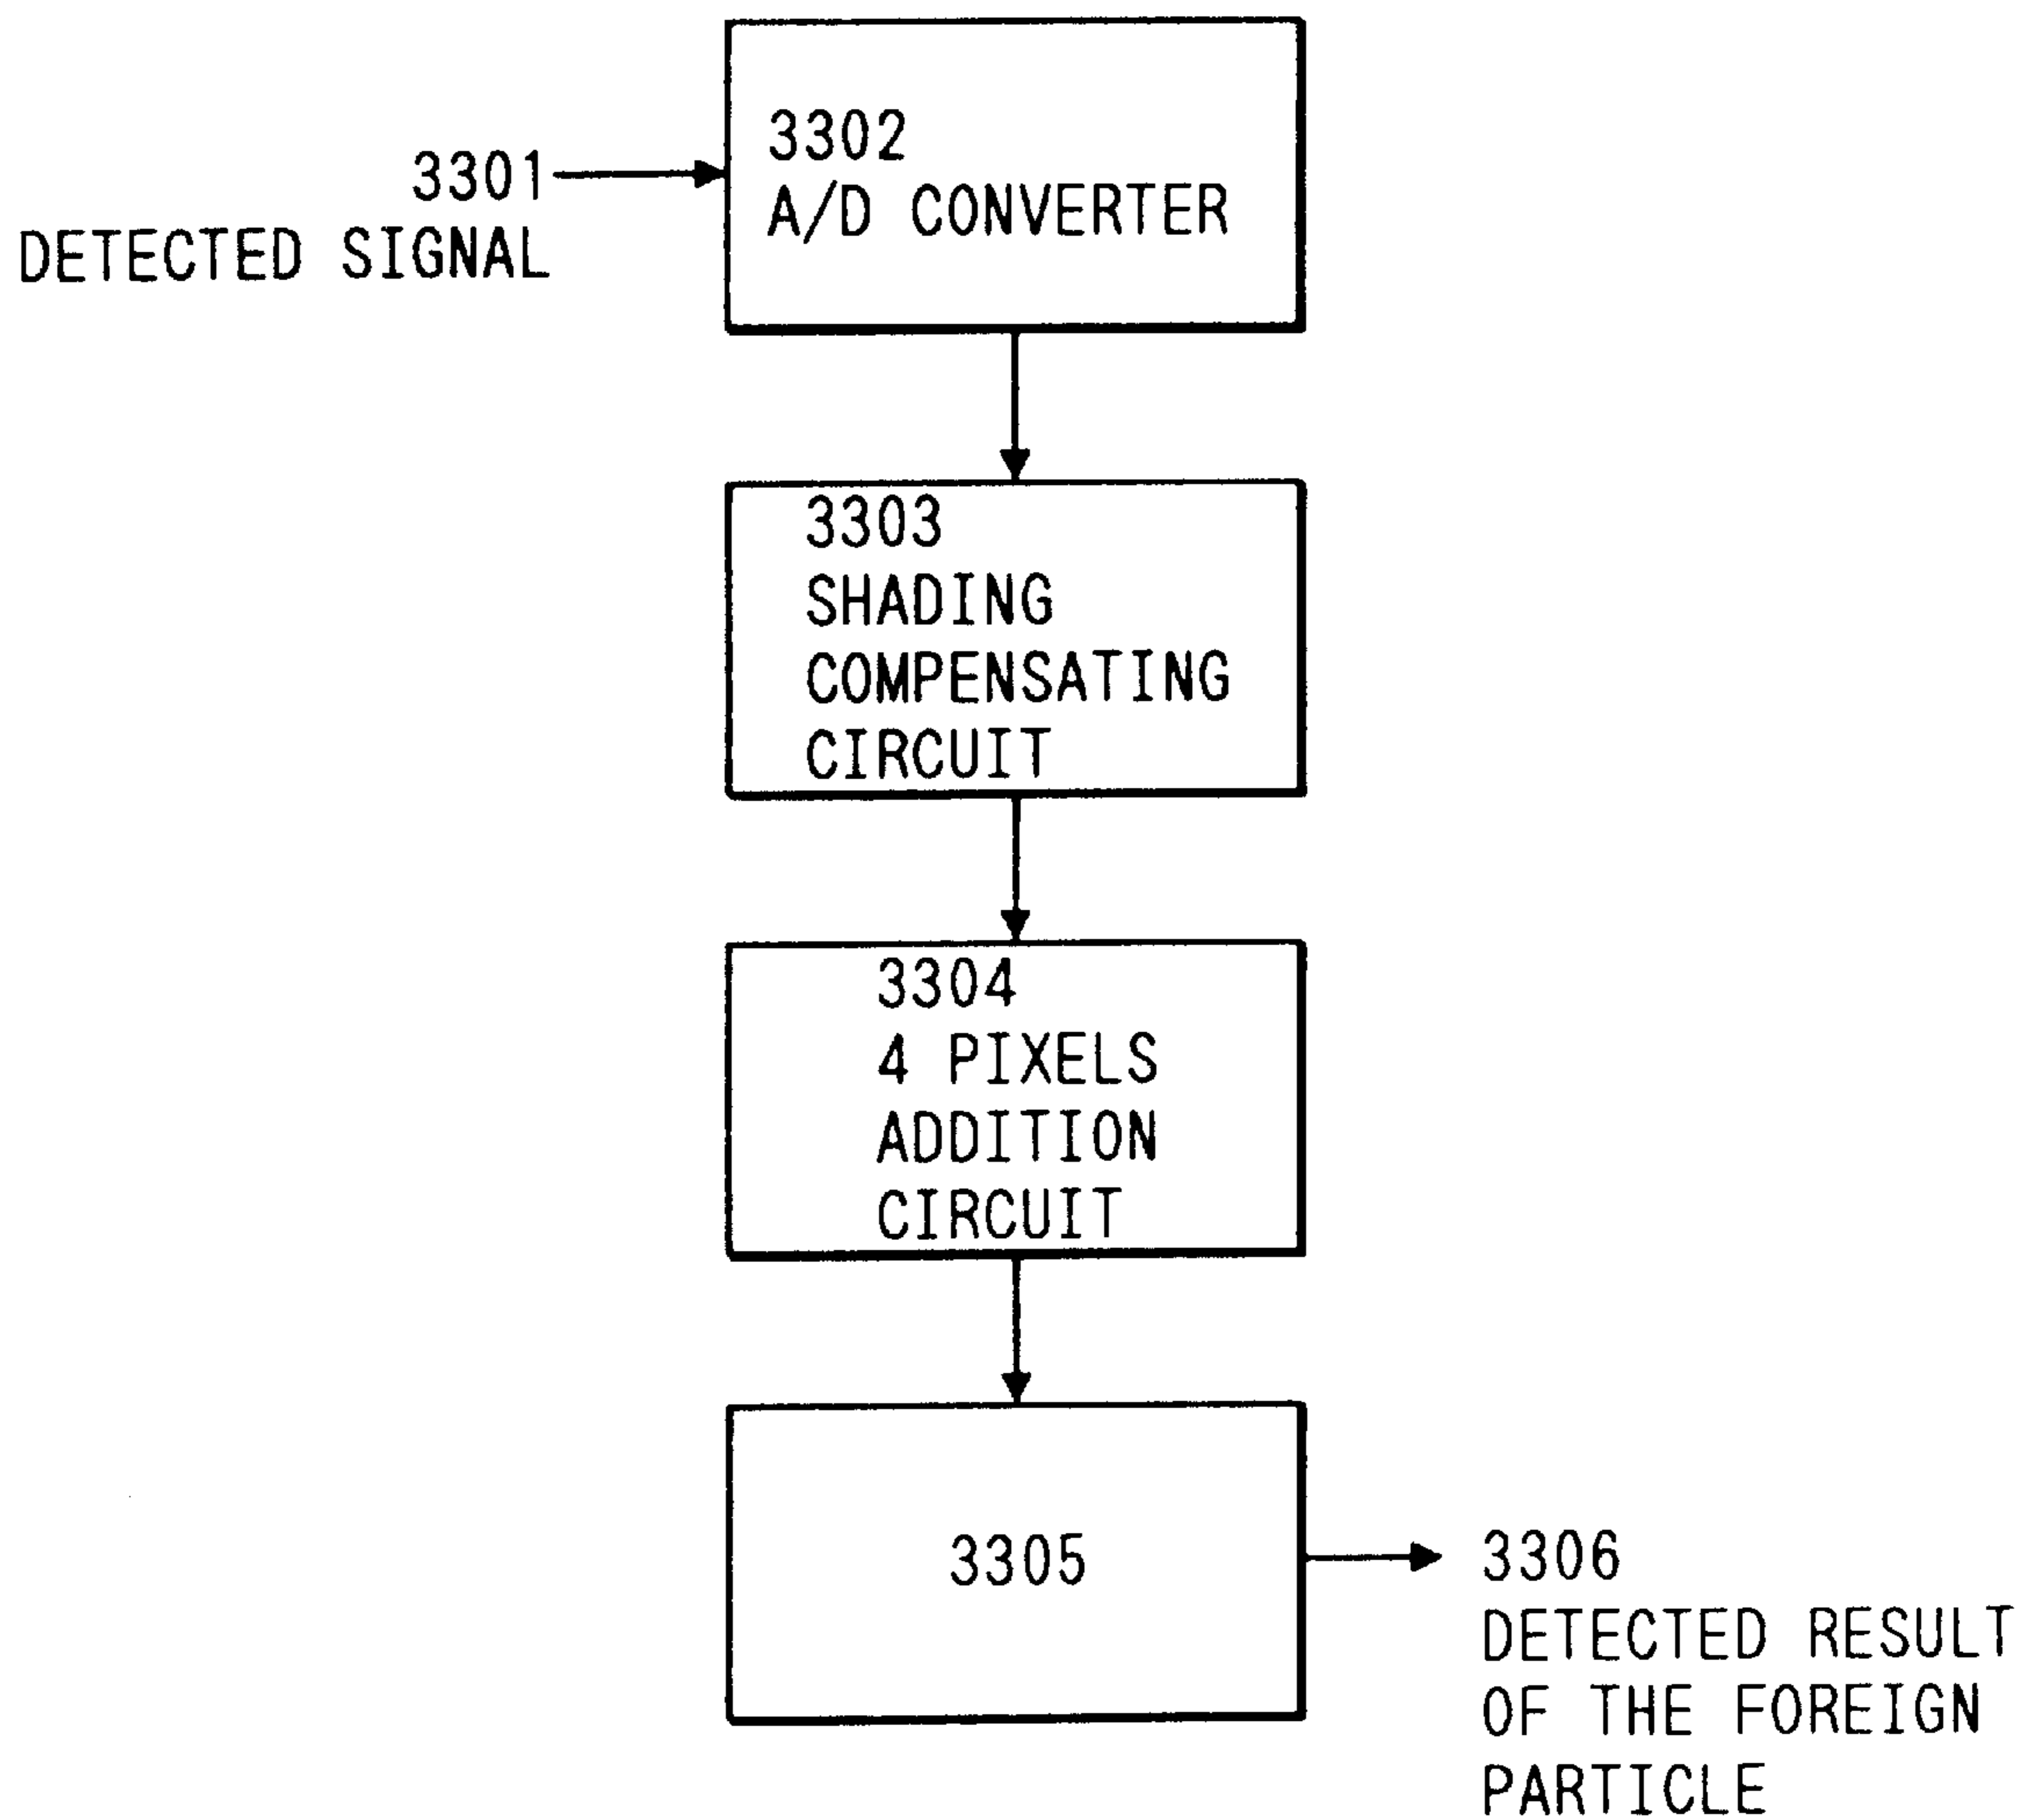 3302
A/D CONVERTER
3301
DETECTED SIGNAL
3303
SHADING
COMPENSATING
CIRCUIT
3304
4 PIXELS
ADDITION
CIRCUIT
3305
3306
DETECTED RESULT
OF THE FOREIGN
PARTICLE